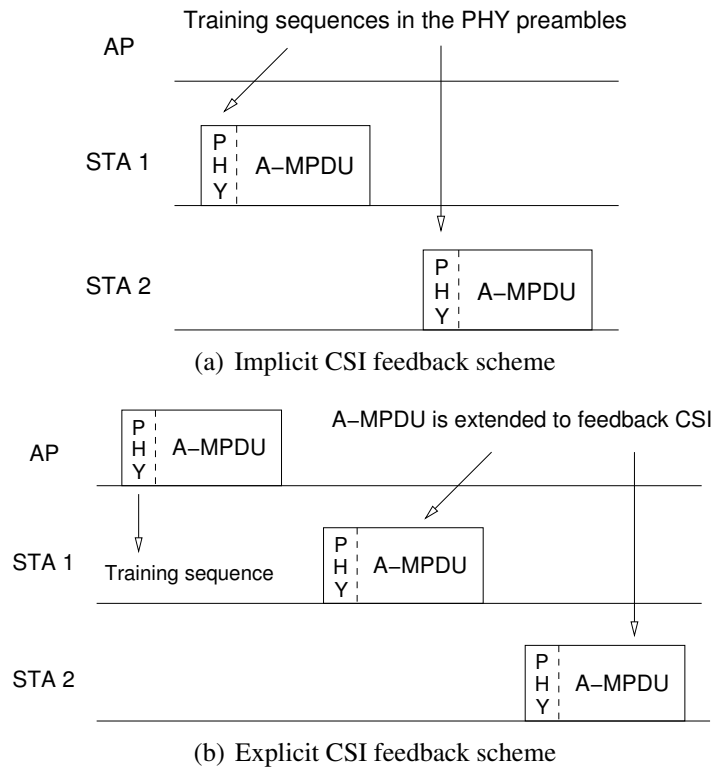 Training sequences in the PHY preambles
AP
STA 1
P
H
Y
A−MPDU
STA 2
P
H
Y
A−MPDU
(a) Implicit CSI feedback scheme
A−MPDU is extended to feedback CSI
AP
P
H
Y
A−MPDU
STA 1
Training sequence
P
H
Y
A−MPDU
STA 2
P
H
Y
A−MPDU
(b) Explicit CSI feedback scheme